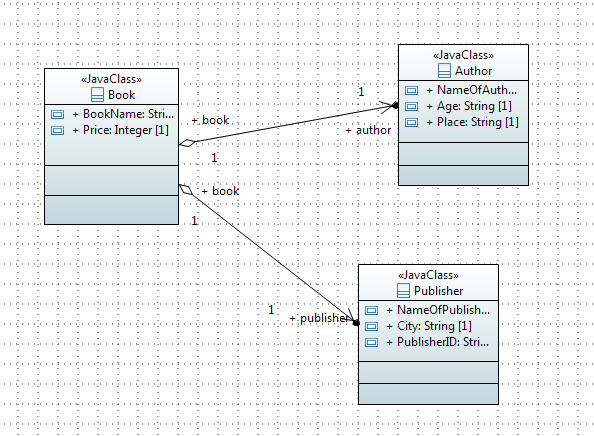 «JavaClass»
Book
+ BookName: Stri...
+ Price: Integer [1]
«JavaClass»
Author
+ NameOfAuth...
+ Age: String [1]
+ Place: String [1]
1
+ book
+ author
1
+ book
1
«JavaClass»
Publisher
+ NameOfPublish...
+ City: String [1]
+ PublisherID: Stri...
1
+ publisher